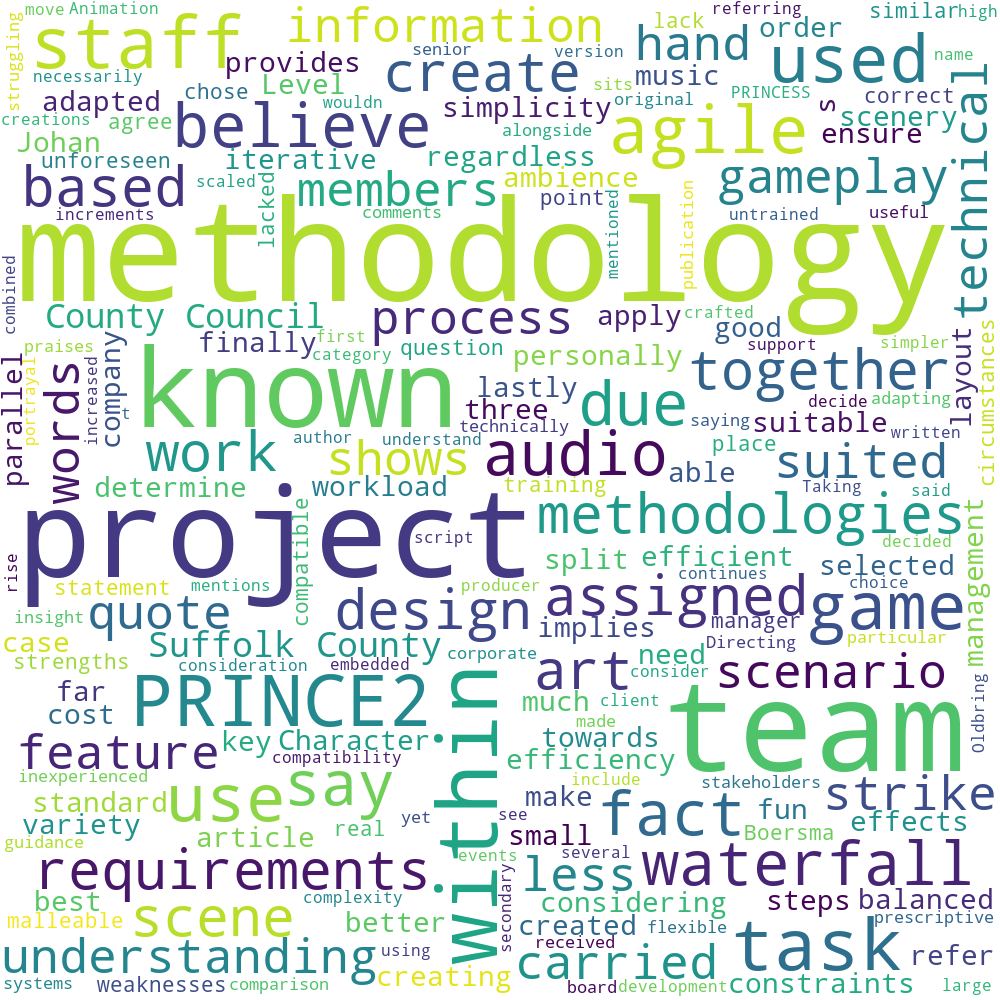 move Animation
staff
information
referring
similar high
struggling
provides
senior
version
lack
order
hand
used
name
necessarily
Level
create
sits
music
scenery
correct
adapted
chose
wouldn
simplicity
original
PRINCESS
s
technical
creations agree
believe
alongside
agile
ensure
Johan
unforeseen
iterative
regardless
ambience
gameplay
based
scaled
members
point
mentioned
untrained
useful
increments
lacked
comments
publication
methodology
combined
County Council
process
apply
crafted
good
layout
circumstances
praises
finally
first
category
question
personally
support
simpler
parallel
portrayal
words
increased
company
t
known
lastly
together
decide
adapting
three
due
saying
suitable
author
understand
technically
written
work
shows
audio
place
able
suited
determine
workload
training
Taking
said
project
script
methodologies
decided
compatible
split
efficient
continues
selected
management
rise
statement
mentions
producer
choice
insight
quote
design
assigned
manager
game
case
Suffolk County
implies
Directing
particular
strengths
consideration
embedded
corporate
art
need
consider
scenario
Oldbring
far
PRINCE2
within
much
client
team
cost
made
feature
key
Character
towards
compatibility
efficiency
inexperienced
include
stakeholders
standard
use
say
make
fact
fun
strike
variety
article
real
yet
see
small
Boersma
effects
guidance
events
several
requirements
less
waterfall
best
complexity
secondary
considering
steps
balanced
malleable
scene
better
created
flexible
prescriptive
understanding
using
received
carried
task
refer
systems
weaknesses
comparison
creating
board
development
constraints
large